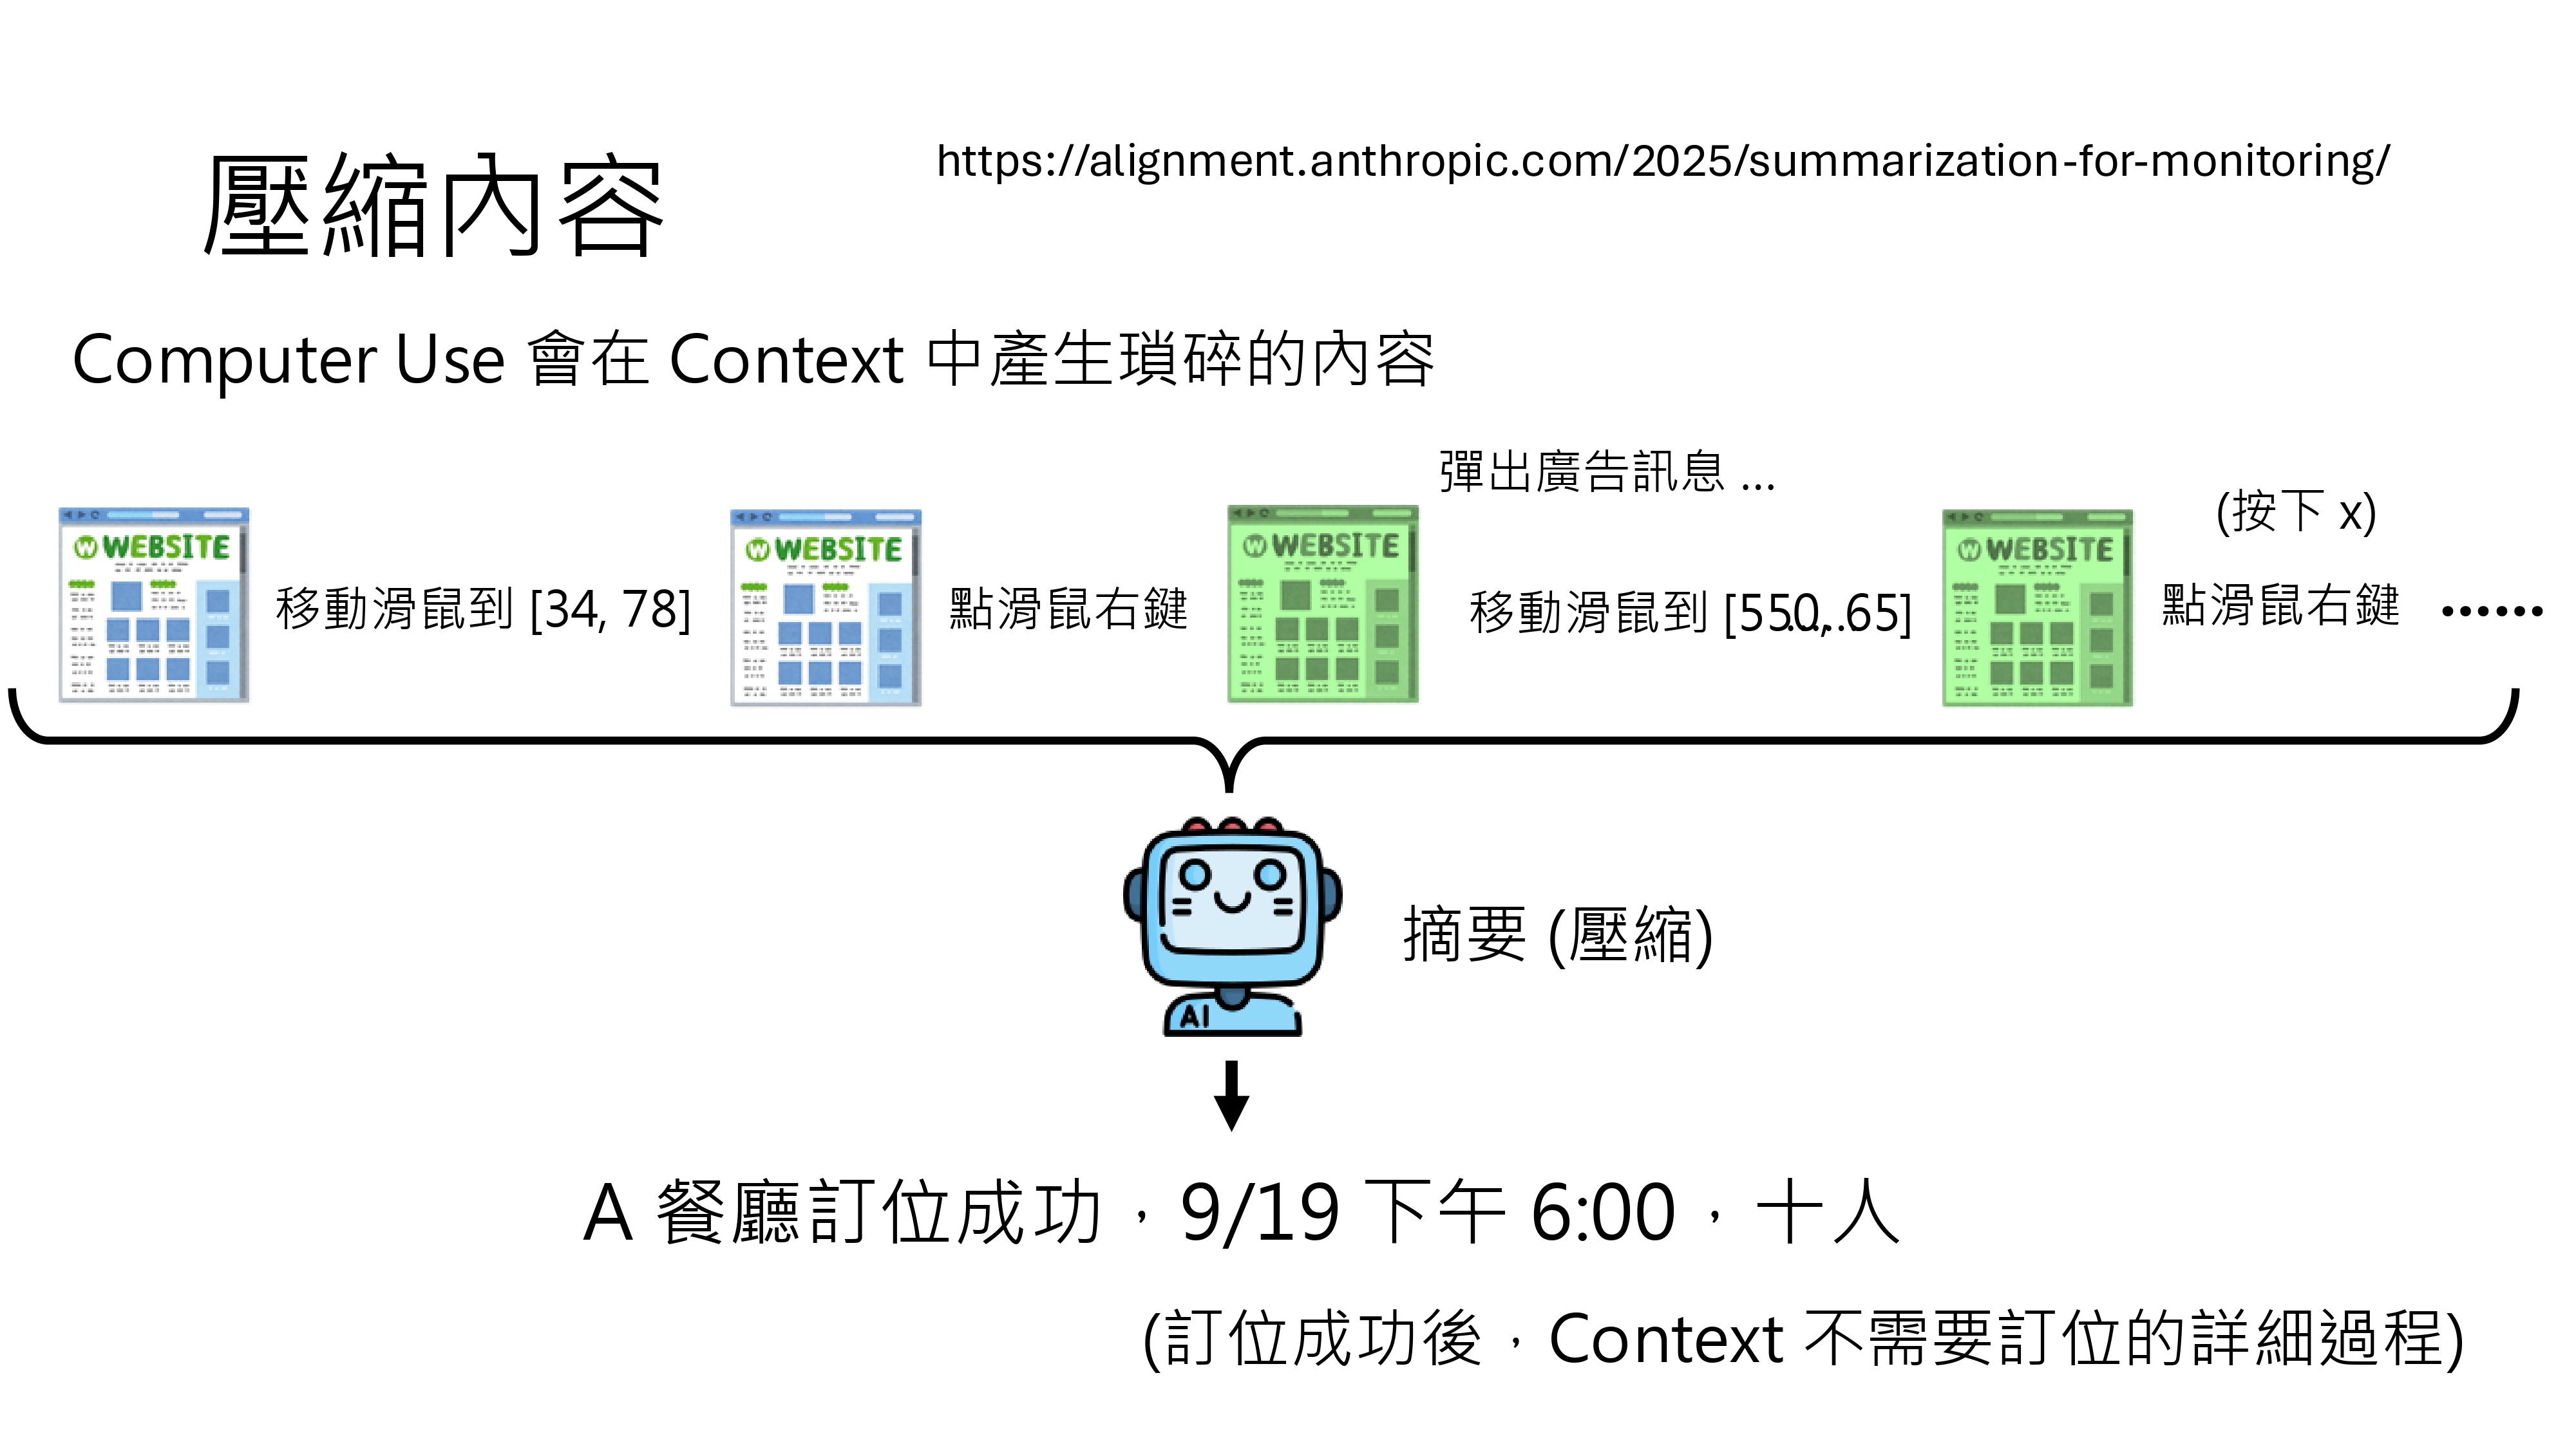 壓縮內容
https://alignment.anthropic.com/2025/summarization-for-monitoring/
Computer Use 會在 Context 中產生瑣碎的內容
彈出廣告訊息 ...
(按下 x)
WEBSITE
移動滑鼠到 [34, 78]
WEBSITE
點滑鼠右鍵
WEBSITE
移動滑鼠到 [550, 65]
WEBSITE
點滑鼠右鍵
......
摘要 (壓縮)
AI
A 餐廳訂位成功，9/19 下午 6:00，十人
(訂位成功後，Context 不需要訂位的詳細過程)